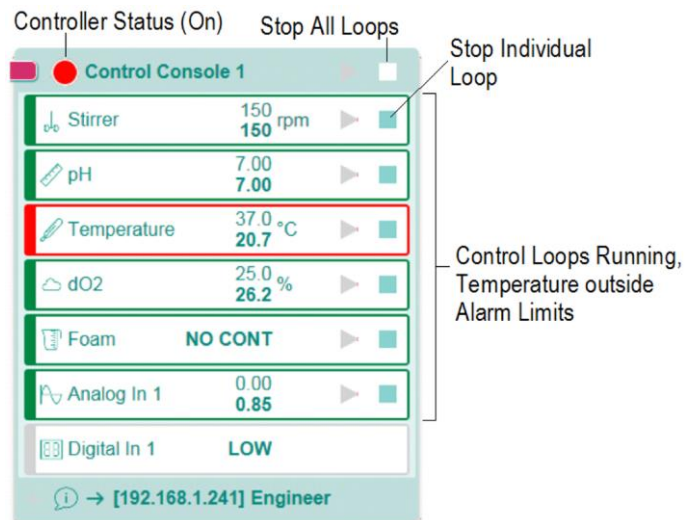 Controller Status (On)
Stop All Loops
Stop Individual
Loop
Control Console 1
Stirrer
150
150
rpm
pH
7.00
7.00
Temperature
37.0
20.7
°C
dO2
25.0
26.2
%
Foam
NO CONT
Analog In 1
0.00
0.85
Digital In 1
LOW
Control Loops Running,
Temperature outside
Alarm Limits
→ [192.168.1.241] Engineer